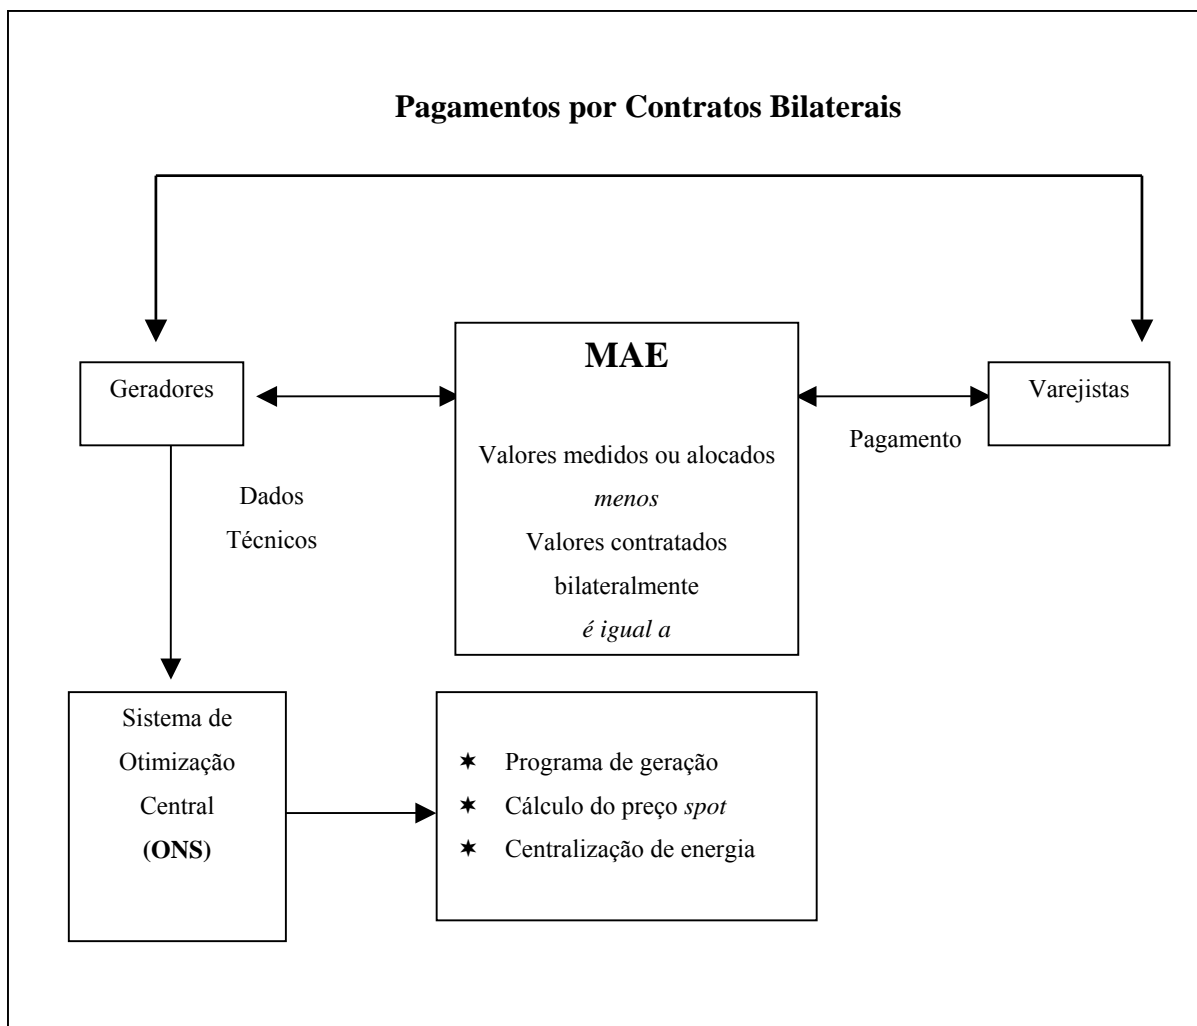 Pagamentos por Contratos Bilaterais
MAE
Geradores
Varejistas
Pagamento
Valores medidos ou alocados
menos
Valores contratados
bilateralmente
é igual a
Dados
Técnicos
Sistema de
Otimização
Central
(ONS)
✶ Programa de geração
✶ Cálculo do preço spot
✶ Centralização de energia